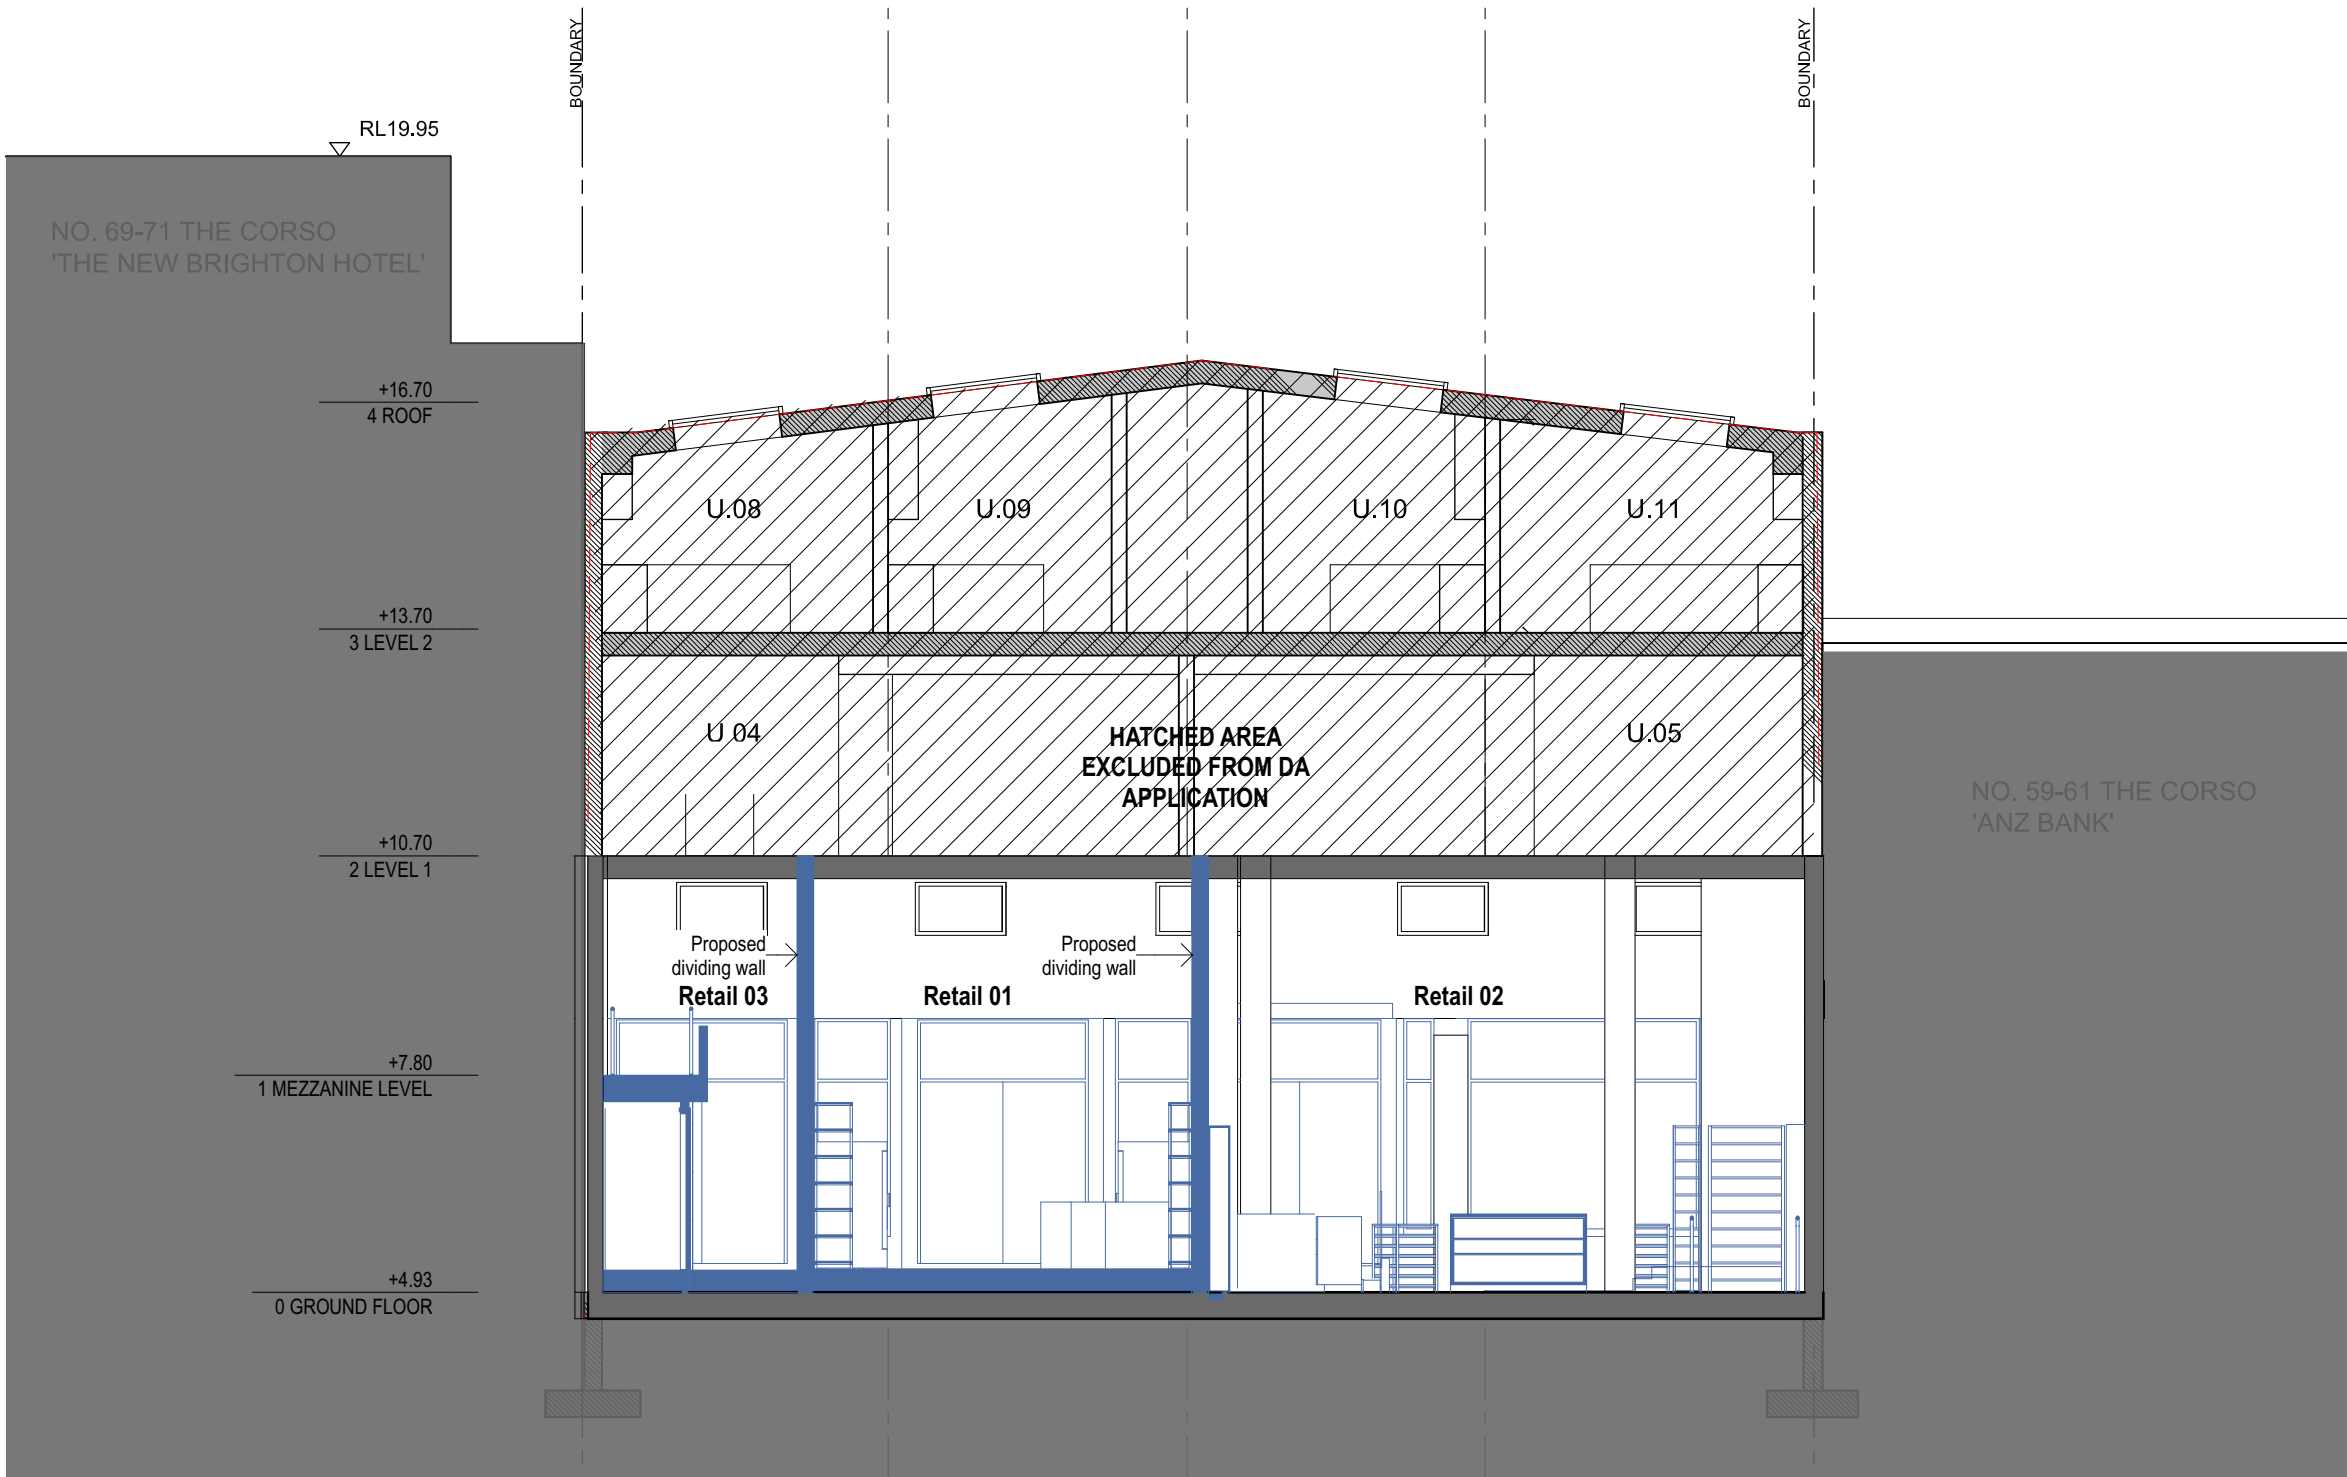 BOUNDARY
BOUNDARY
RL19.95
NO. 69-71 THE CORSO
'THE NEW BRIGHTON HOTEL'
+16.70
4 ROOF
U.08
U.09
U.10
U.11
+13.70
3 LEVEL 2
U 04
HATCHED AREA
EXCLUDED FROM DA
APPLICATION
U.05
NO. 59-61 THE CORSO
'ANZ BANK'
+10.70
2 LEVEL 1
Proposed
dividing wall
Proposed
dividing wall
Retail 03
Retail 01
Retail 02
+7.80
1 MEZZANINE LEVEL
+4.93
0 GROUND FLOOR